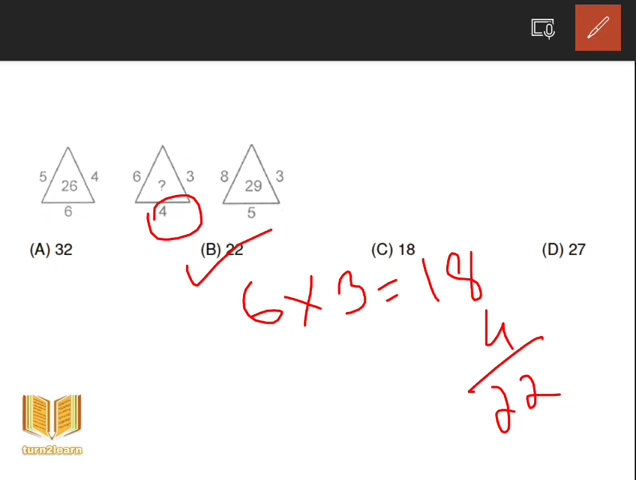 5 26 4 6 ? 3 8 29 3
6 4 5
(A) 32 (B) 22 (C) 18 (D) 27
6 x 3 = 18
4
22
turn2learn